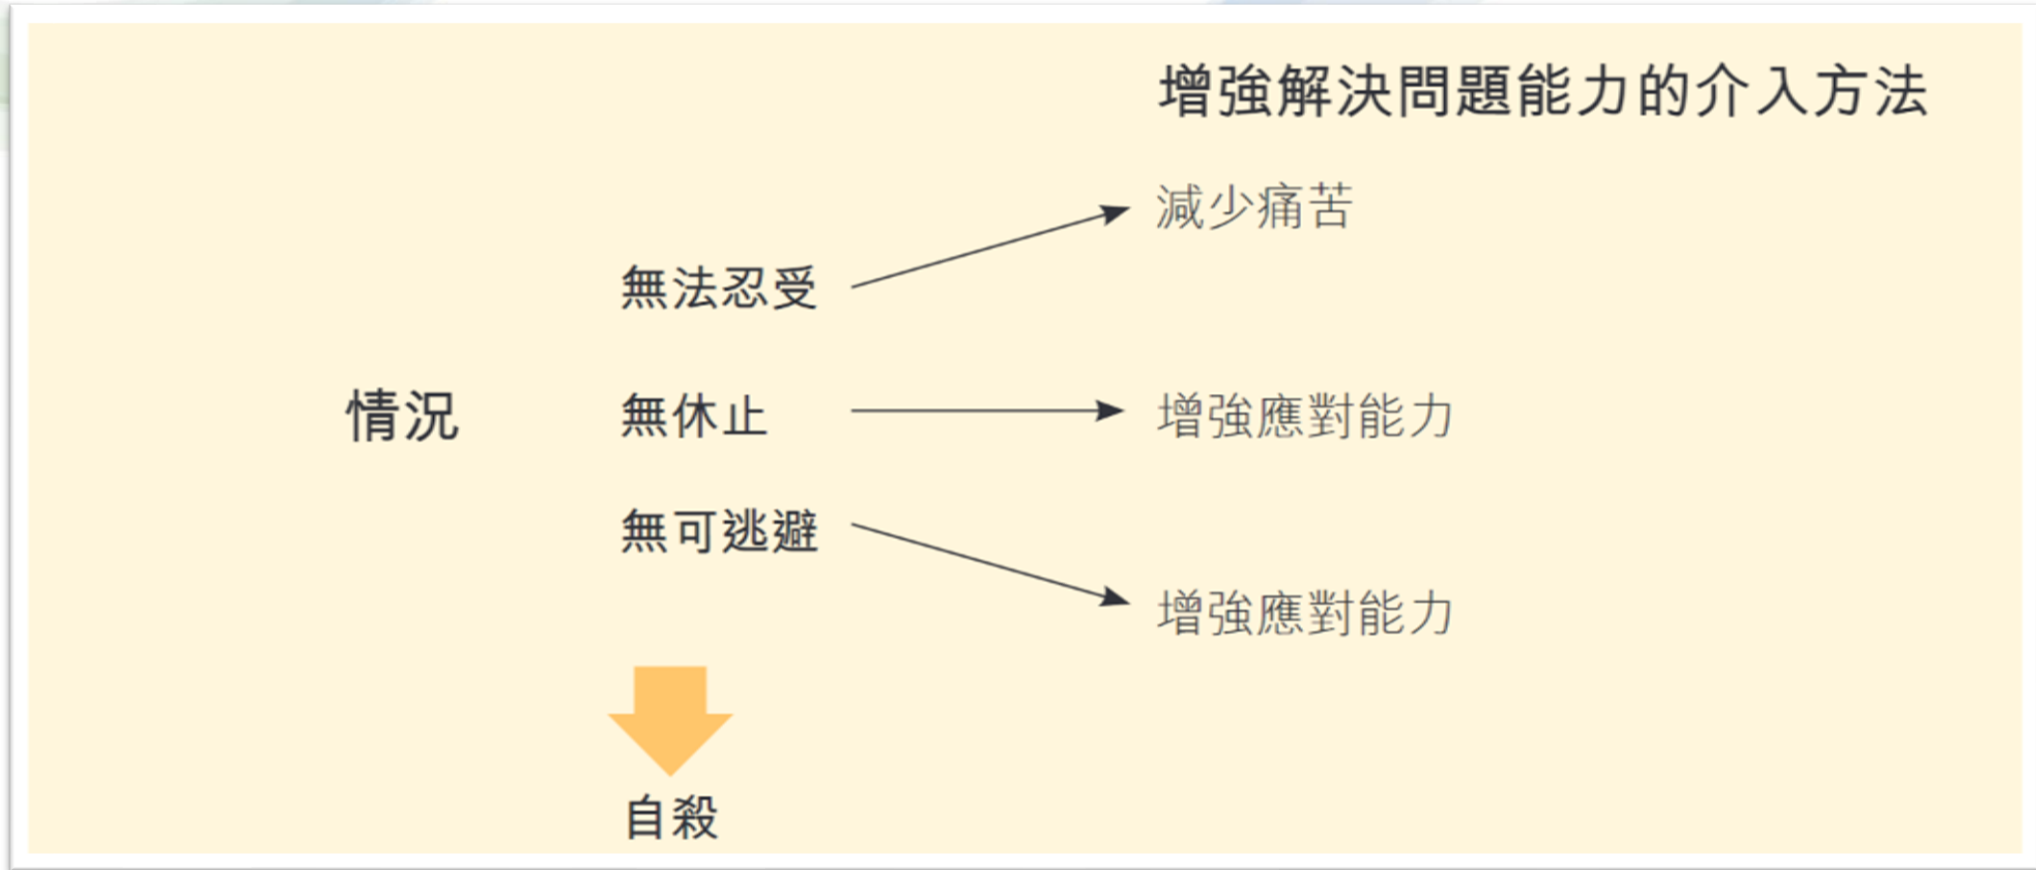 增強解決問題能力的介入方法
減少痛苦
無法忍受
情況
無休止
增強應對能力
無可逃避
增強應對能力
自殺